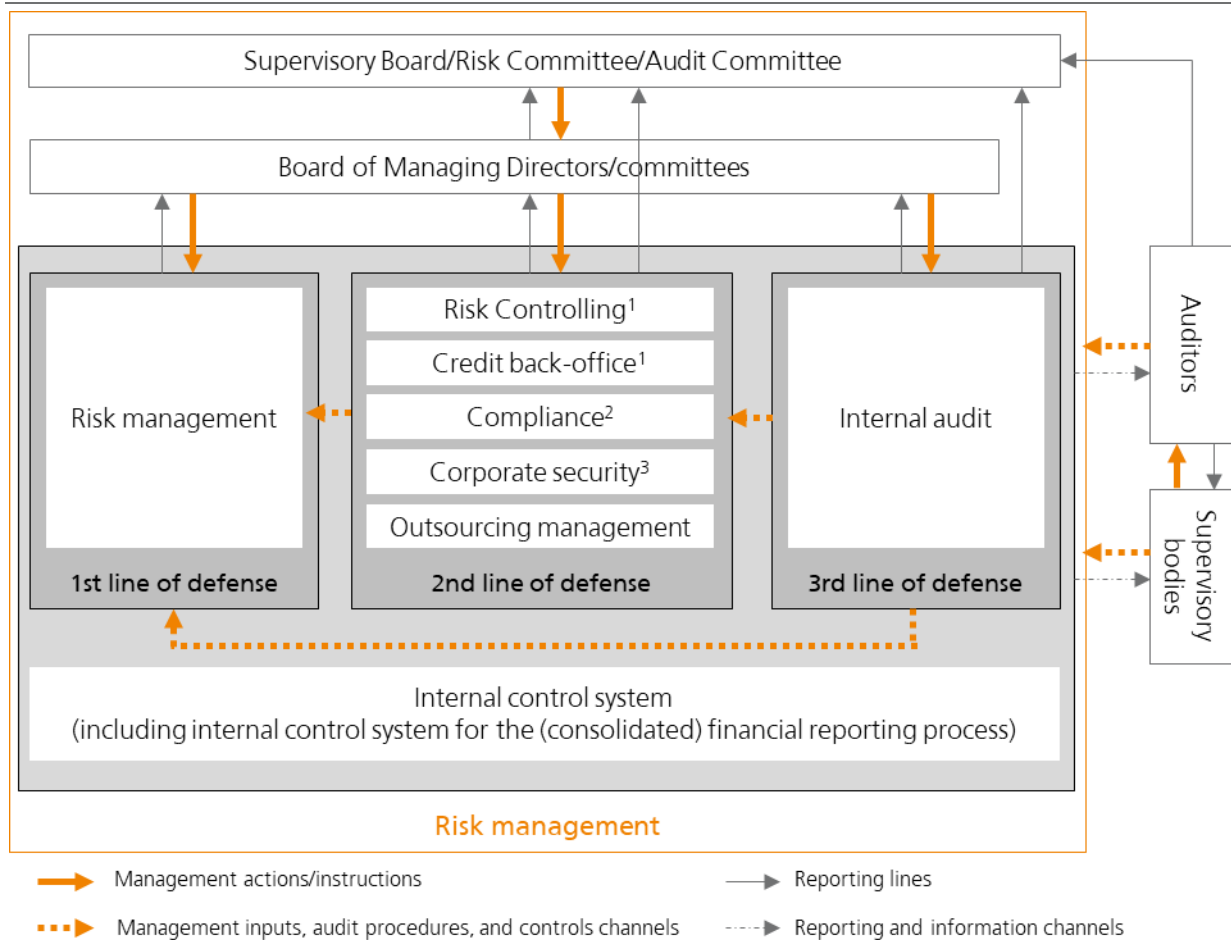 Supervisory Board/Risk Committee/Audit Committee
Board of Managing Directors/committees
Risk management
1st line of defense
Risk Controlling¹
Credit back-office¹
Compliance²
Corporate security³
Outsourcing management
2nd line of defense
Internal audit
3rd line of defense
Auditors
Supervisory
bodies
Internal control system
(including internal control system for the (consolidated) financial reporting process)
Risk management
Management actions/instructions
Reporting lines
Management inputs, audit procedures, and controls channels
Reporting and information channels